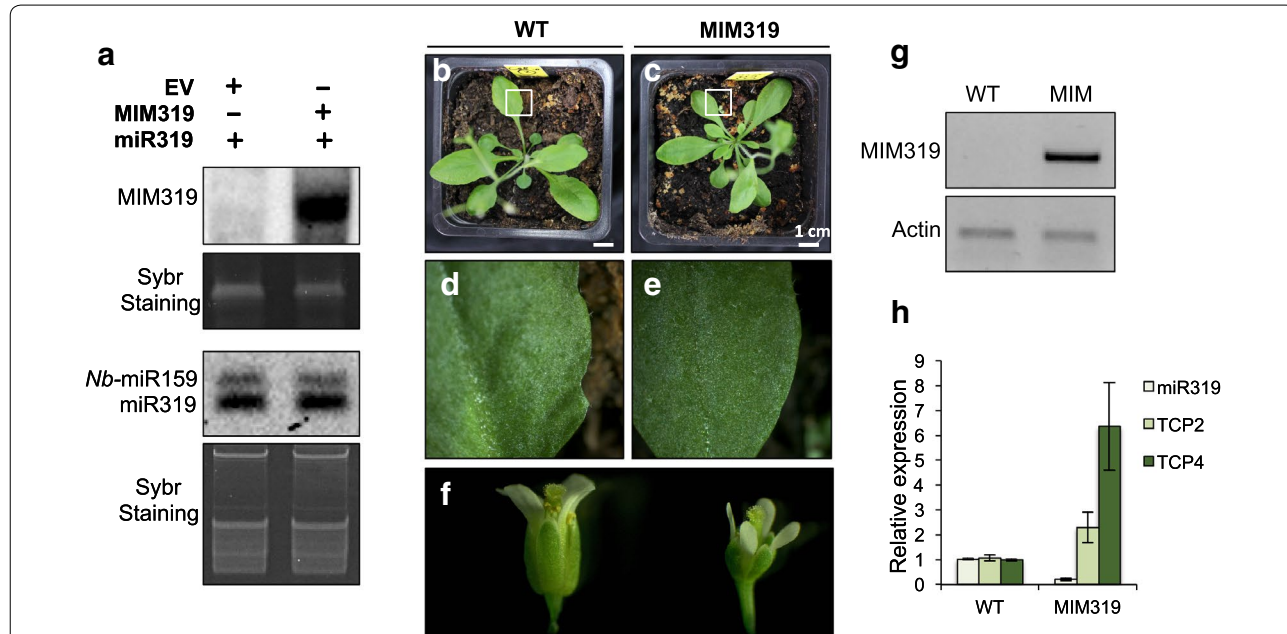 a
EV + –
MIM319 – +
miR319 + +
MIM319
Sybr
Staining
Nb-miR159
miR319
Sybr
Staining
WT
MIM319
b
c
1 cm
d
e
f
g
WT MIM
MIM319
Actin
h
Relative expression
9
8
7
6
5
4
3
2
1
0
WT
MIM319
miR319
TCP2
TCP4